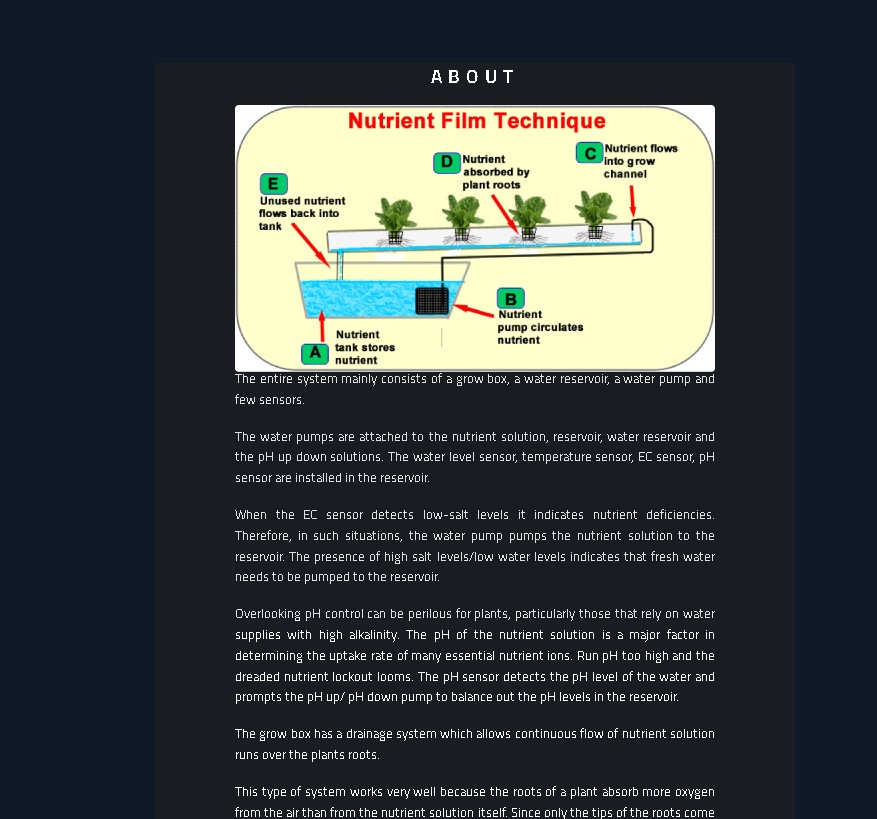 ABOUT
Nutrient Film Technique
E
Unused nutrient
flows back into
tank
D
Nutrient
absorbed by
plant roots
C
Nutrient flows
into grow
channel
B
Nutrient
pump circulates
nutrient
A
Nutrient
tank stores
nutrient
The entire system mainly consists of a grow box, a water reservoir, a water pump and
few sensors.
The water pumps are attached to the nutrient solution, reservoir, water reservoir and
the pH up down solutions. The water level sensor, temperature sensor, EC sensor, pH
sensor are installed in the reservoir.
When the EC sensor detects low-salt levels it indicates nutrient deficiencies.
Therefore, in such situations, the water pump pumps the nutrient solution to the
reservoir. The presence of high salt levels/low water levels indicates that fresh water
needs to be pumped to the reservoir.
Overlooking pH control can be perilous for plants, particularly those that rely on water
supplies with high alkalinity. The pH of the nutrient solution is a major factor in
determining the uptake rate of many essential nutrient ions. Run pH too high and the
dreaded nutrient lockout looms. The pH sensor detects the pH level of the water and
prompts the pH up/ pH down pump to balance out the pH levels in the reservoir.
The grow box has a drainage system which allows continuous flow of nutrient solution
runs over the plants roots.
This type of system works very well because the roots of a plant absorb more oxygen
from the air than from the nutrient solution itself. Since only the tips of the roots come